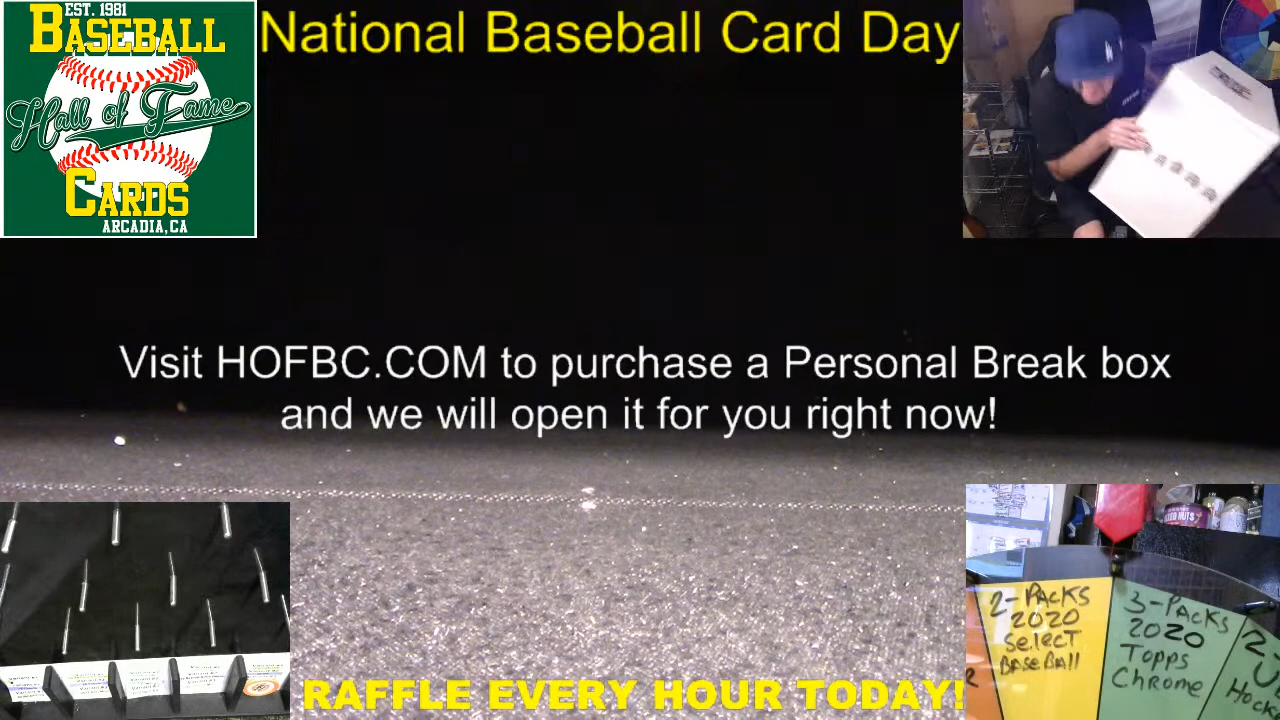 EST. 1981
BASEBALL
Hall of Fame
CARDS
ARCADIA, CA
National Baseball Card Day
Visit HOFBC.COM to purchase a Personal Break box
and we will open it for you right now!
2-PACKS
2020
SelecT
BASEBAll
3-PACKS
2020
TOPPS
CHROME
2-
U
HOCK
RAFFLE EVERY HOUR TODAY!